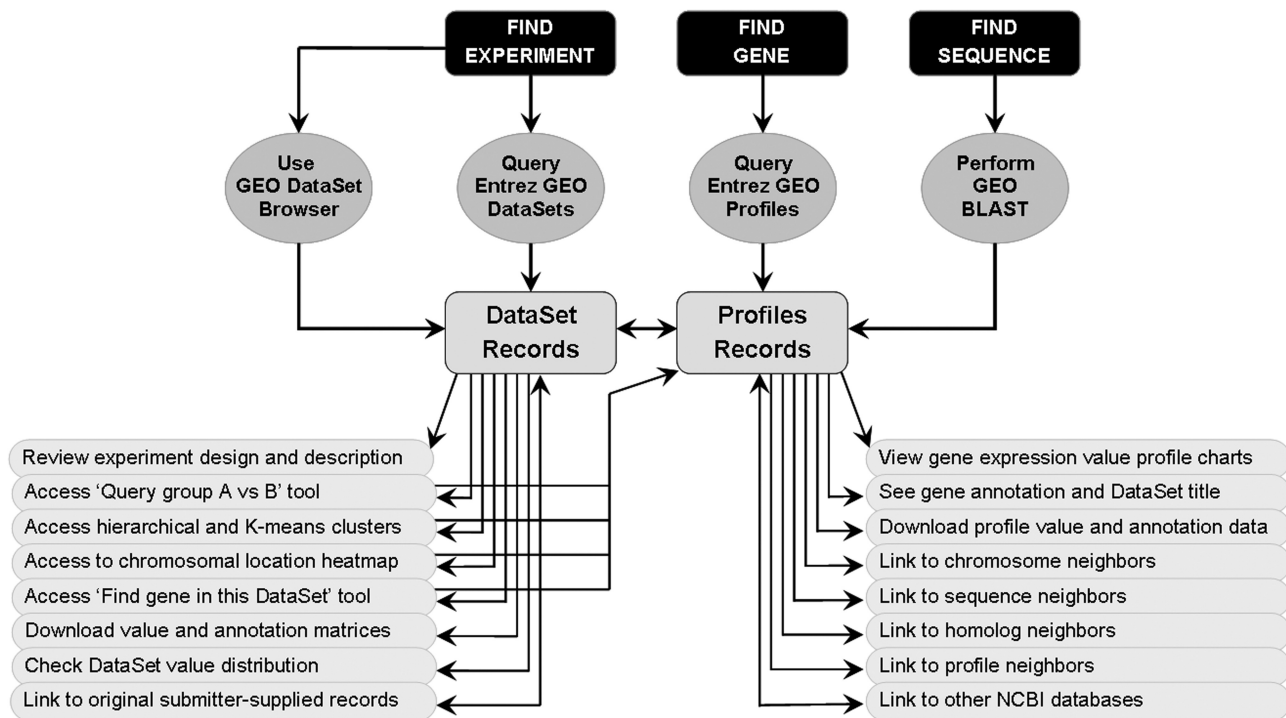 FIND
EXPERIMENT
FIND
GENE
FIND
SEQUENCE
Use
GEO DataSet
Browser
Query
Entrez GEO
DataSets
Query
Entrez GEO
Profiles
Perform
GEO
BLAST
DataSet
Records
Profiles
Records
Review experiment design and description
Access ‘Query group A vs B’ tool
Access hierarchical and K-means clusters
Access to chromosomal location heatmap
Access ‘Find gene in this DataSet’ tool
Download value and annotation matrices
Check DataSet value distribution
Link to original submitter-supplied records
View gene expression value profile charts
See gene annotation and DataSet title
Download profile value and annotation data
Link to chromosome neighbors
Link to sequence neighbors
Link to homolog neighbors
Link to profile neighbors
Link to other NCBI databases